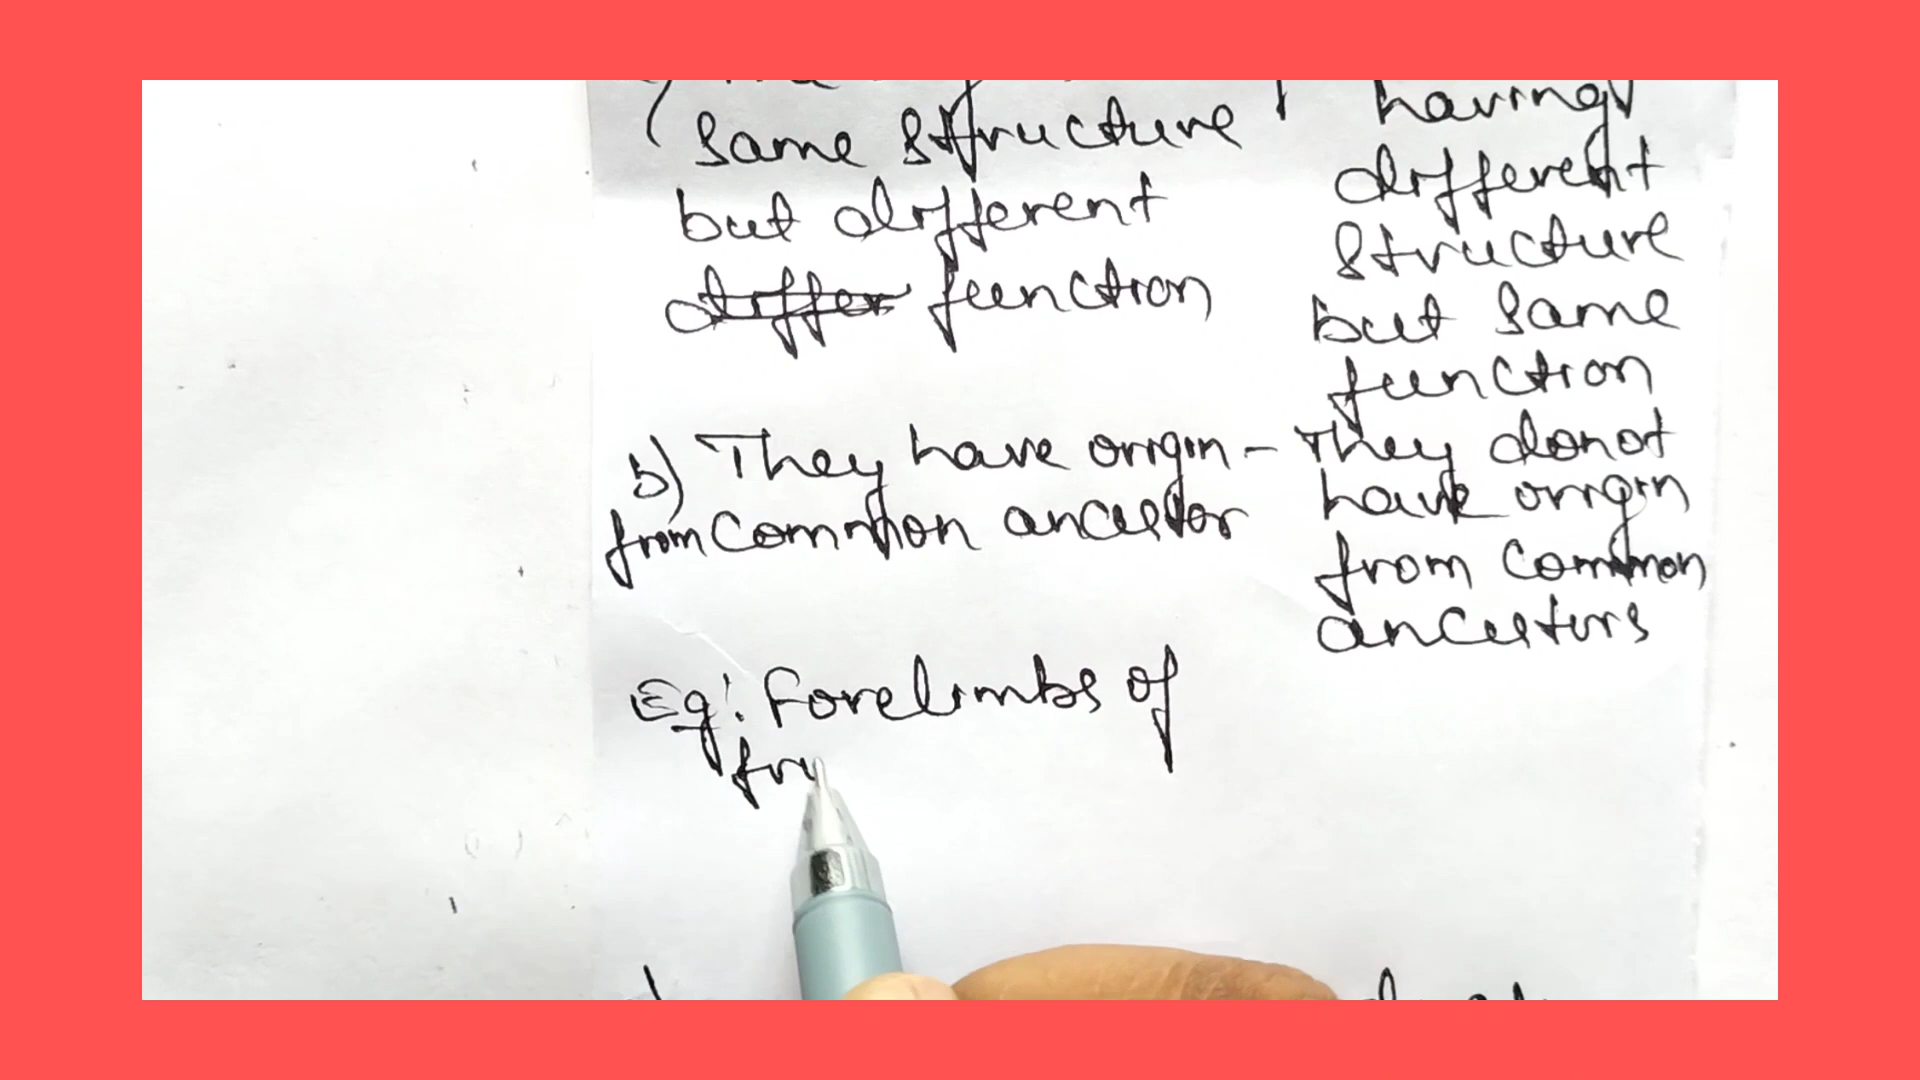 same structure
but different
differ function
b) They have origin -
from common ancestor
Eg: Forelimbs of
having
different
structure
but same
function
They donot
have origin
from common
ancestors